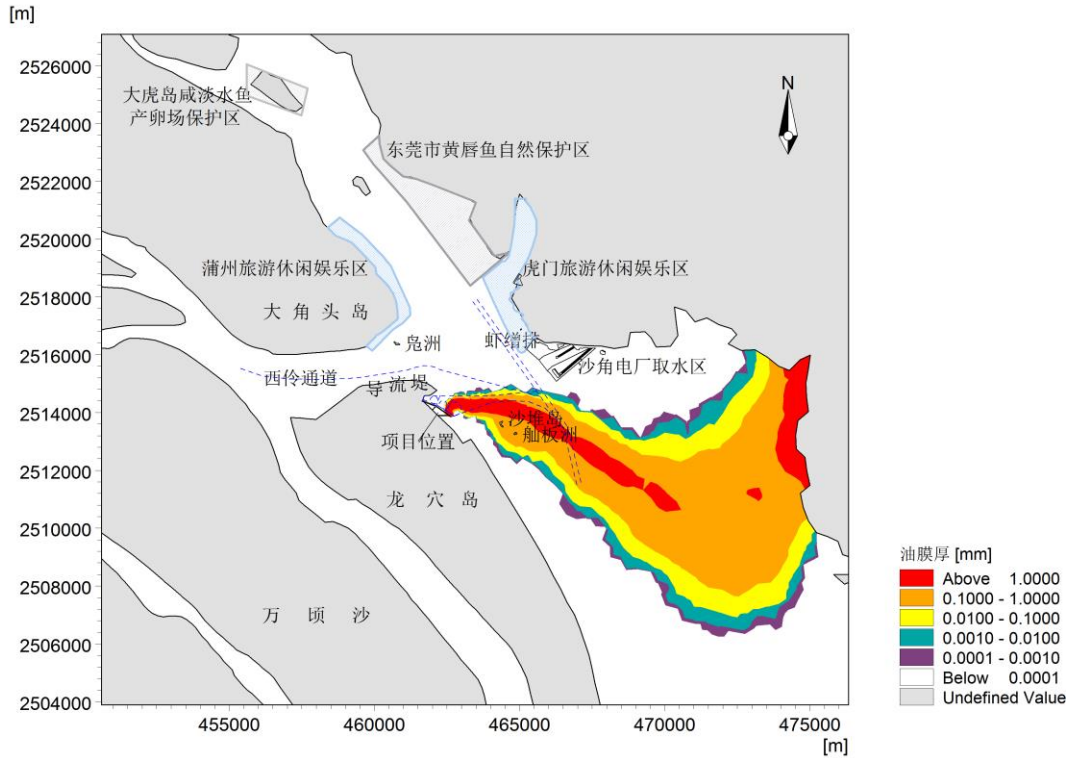 [m]
2526000
2524000
2522000
2520000
2518000
2516000
2514000
2512000
2510000
2508000
2506000
2504000
大虎岛咸淡水鱼
产卵场保护区
N
东莞市黄唇鱼自然保护区
蒲州旅游休闲娱乐区
虎门旅游休闲娱乐区
大角头岛
凫洲
虾缯排
沙角电厂取水区
西伶通道
导流堤
沙堆岛
舢板洲
项目位置
龙穴岛
万顷沙
455000
460000
465000
470000
475000
[m]
油膜厚 [mm]
Above 1.0000
0.1000 - 1.0000
0.0100 - 0.1000
0.0010 - 0.0100
0.0001 - 0.0010
Below 0.0001
Undefined Value